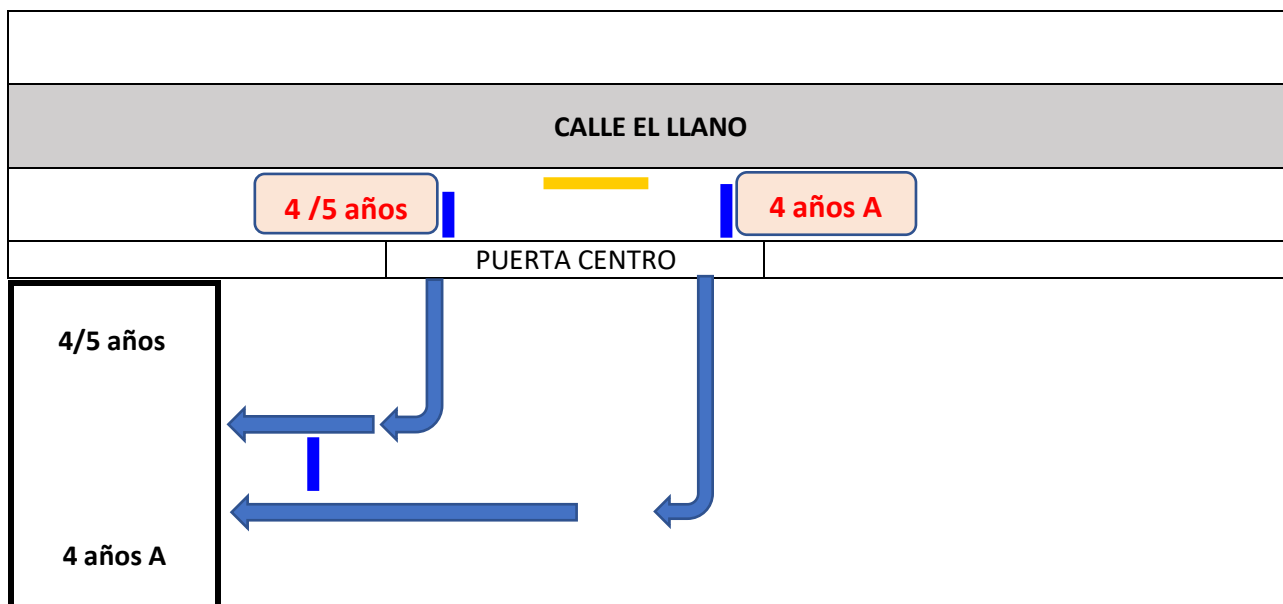 CALLE EL LLANO
4 /5 años
4 años A
PUERTA CENTRO
4/5 años
4 años A